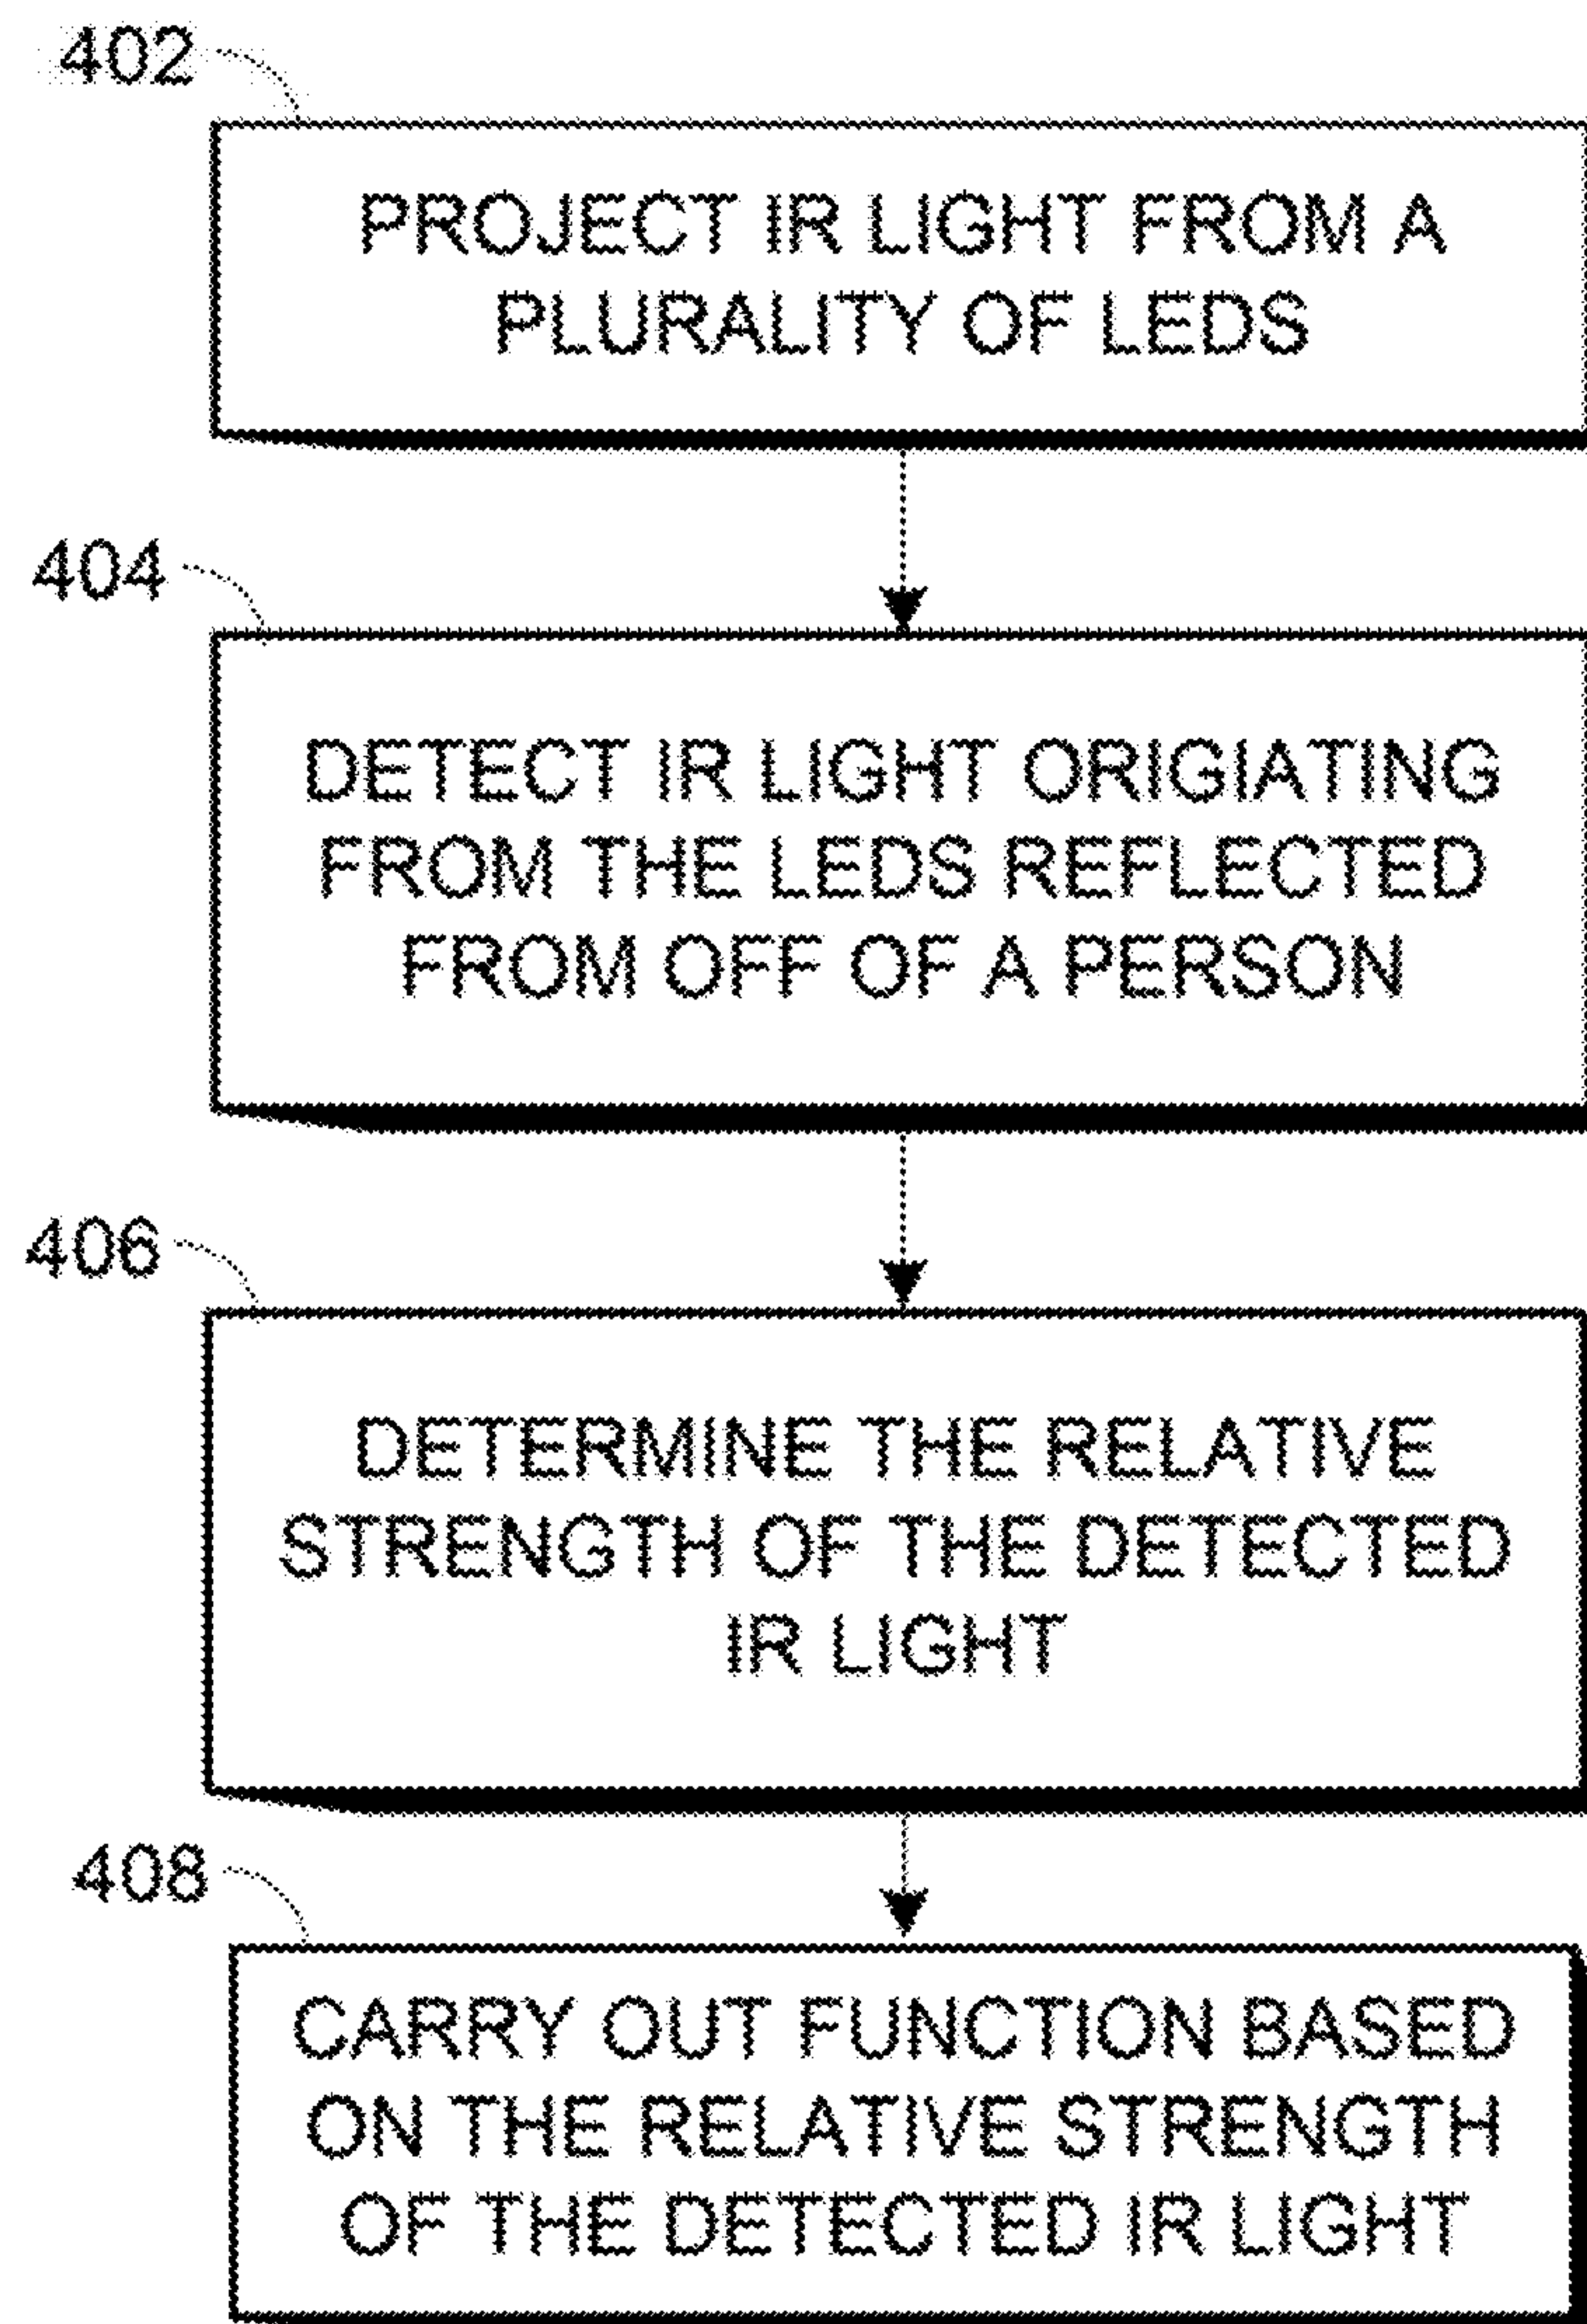 402
PROJECT IR LIGHT FROM A
PLURALITY OF LEDS
404
DETECT IR LIGHT ORIGIATING
FROM THE LEDS REFLECTED
FROM OFF OF A PERSON
406
DETERMINE THE RELATIVE
STRENGTH OF THE DETECTED
IR LIGHT
408
CARRY OUT FUNCTION BASED
ON THE RELATIVE STRENGTH
OF THE DETECTED IR LIGHT